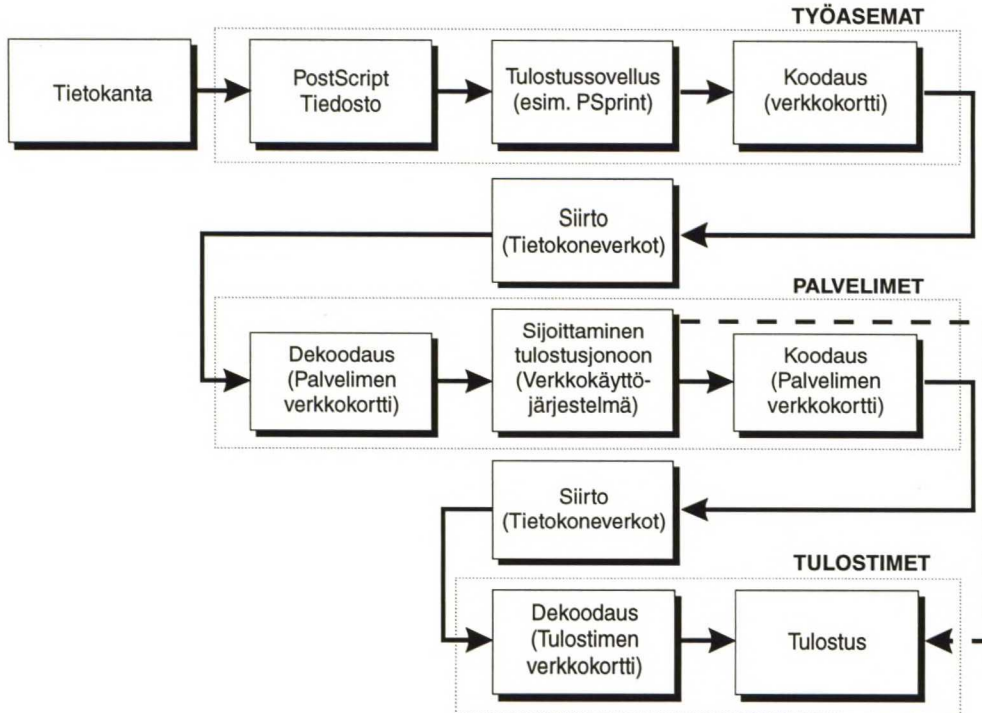 TYÖASEMAT
Tietokanta
PostScript
Tiedosto
Tulostussovellus
(esim. PSprint)
Koodaus
(verkkokortti)
Siirto
(Tietokoneverkot)
PALVELIMET
Dekoodaus
(Palvelimen
verkkokortti)
Sijoittaminen
tulostusjonoon
(Verkkokäyttö-
järjestelmä)
Koodaus
(Palvelimen
verkkokortti)
Siirto
(Tietokoneverkot)
TULOSTIMET
Dekoodaus
(Tulostimen
verkkokortti)
Tulostus